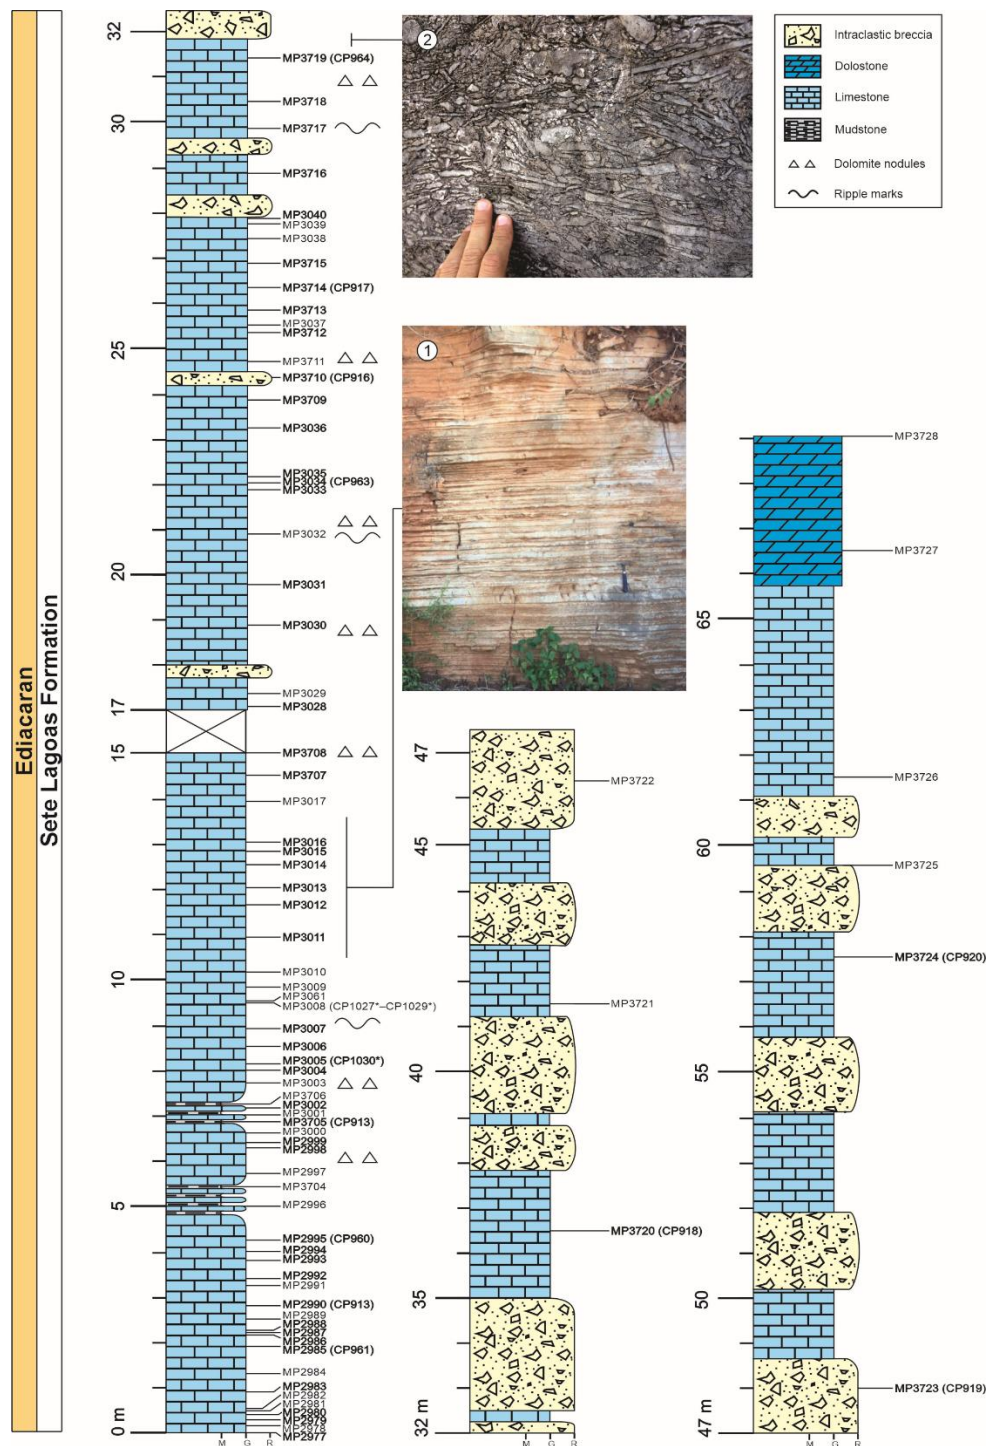 Ediacaran
Sete Lagoas Formation
32
30
25
20
17
15
10
5
0 m
MP3719 (CP964)
MP3718
MP3717
MP3716
MP3040
MP3039
MP3038
MP3715
MP3714 (CP917)
MP3713
MP3037
MP3712
MP3711
MP3710 (CP916)
MP3709
MP3036
MP3035
MP3034 (CP963)
MP3033
MP3032
MP3031
MP3030
MP3029
MP3028
MP3708
MP3707
MP3017
MP3016
MP3015
MP3014
MP3013
MP3012
MP3011
MP3010
MP3009
MP3061
MP3008 (CP1027*–CP1029*)
MP3007
MP3006
MP3005 (CP1030*)
MP3004
MP3003
MP3706
MP3002
MP3001
MP3705 (CP913)
MP3000
MP2999
MP2998
MP2997
MP3704
MP2996
MP2995 (CP960)
MP2994
MP2993
MP2992
MP2991
MP2990 (CP913)
MP2989
MP2988
MP2987
MP2986
MP2985 (CP961)
MP2984
MP2983
MP2982
MP2981
MP2980
MP2979
MP2978
MP2977
M G R
2
1
47
45
40
35
32 m
MP3722
MP3721
MP3720 (CP918)
M G R
65
60
55
50
47 m
MP3728
MP3727
MP3726
MP3725
MP3724 (CP920)
MP3723 (CP919)
M G R
Intraclastic breccia
Dolostone
Limestone
Mudstone
Dolomite nodules
Ripple marks